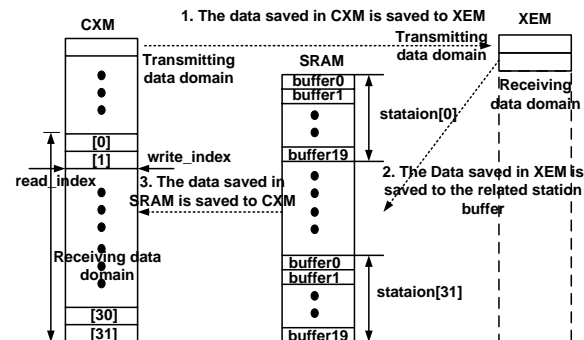 1. The data saved in CXM is saved to XEM
CXM
XEM
Transmitting
data domain
SRAM
Transmitting
data domain
buffer0
buffer1
stataion[0]
Receiving
data domain
buffer19
[0]
[1]
write_index
read_index
3. The data saved in
SRAM is saved to CXM
2. The Data saved in XEM is
saved to the related station
buffer
Receiving data
domain
buffer0
buffer1
stataion[31]
buffer19
[30]
[31]